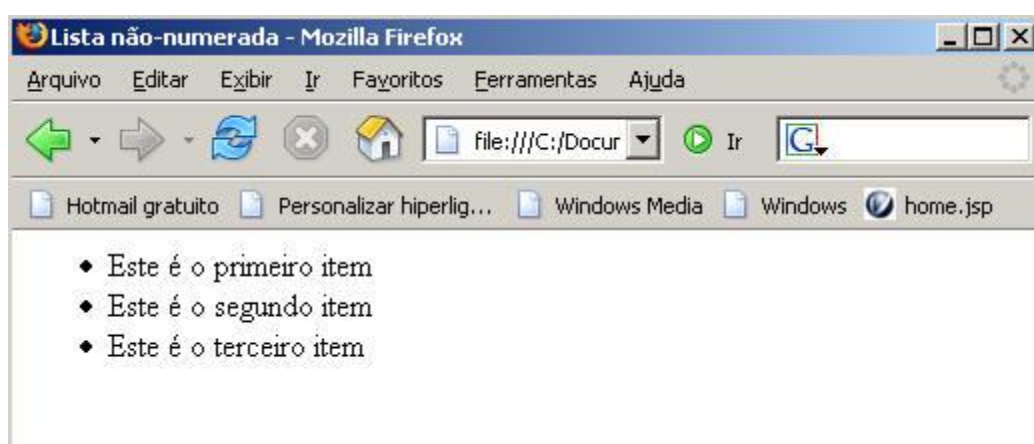 Lista não-numerada - Mozilla Firefox
Arquivo Editar Exibir Ir Favoritos Ferramentas Ajuda
file:///C:/Docur Ir G
Hotmail gratuito Personalizar hiperlig... Windows Media Windows home.jsp
Este é o primeiro item
Este é o segundo item
Este é o terceiro item